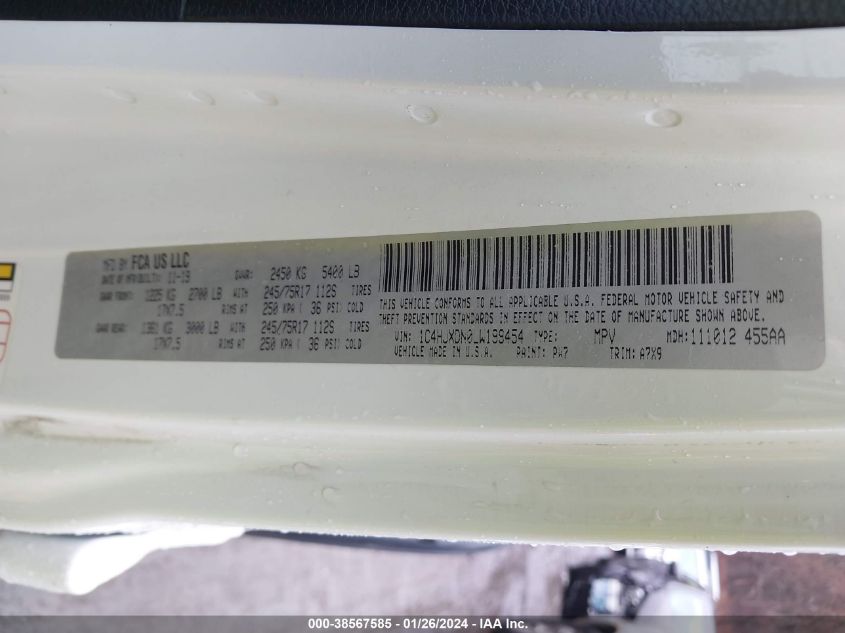 MFD BY FCA US LLC
DATE OF MFR/BUILT: 11-19
GVWR: 2450 KG 5400 LB
GAWR FRONT: 1225 KG 2700 LB WITH 245/75R17 112S TIRES
17X7.5 RIMS AT 250 KPA ( 36 PSI) COLD
GAWR REAR: 1361 KG 3000 LB WITH 245/75R17 112S TIRES
17X7.5 RIMS AT 250 KPA ( 36 PSI) COLD
THIS VEHICLE CONFORMS TO ALL APPLICABLE U.S.A. FEDERAL MOTOR VEHICLE SAFETY AND
THEFT PREVENTION STANDARDS IN EFFECT ON THE DATE OF MANUFACTURE SHOWN ABOVE.
VIN: 1C4HJXDN0LW199454 TYPE: MPV MDH: 111012 455AA
VEHICLE MADE IN U.S.A. PAINT: PW7 TRIM: A7X9
000-38567585 / 01/26/2024 - IAA Inc.